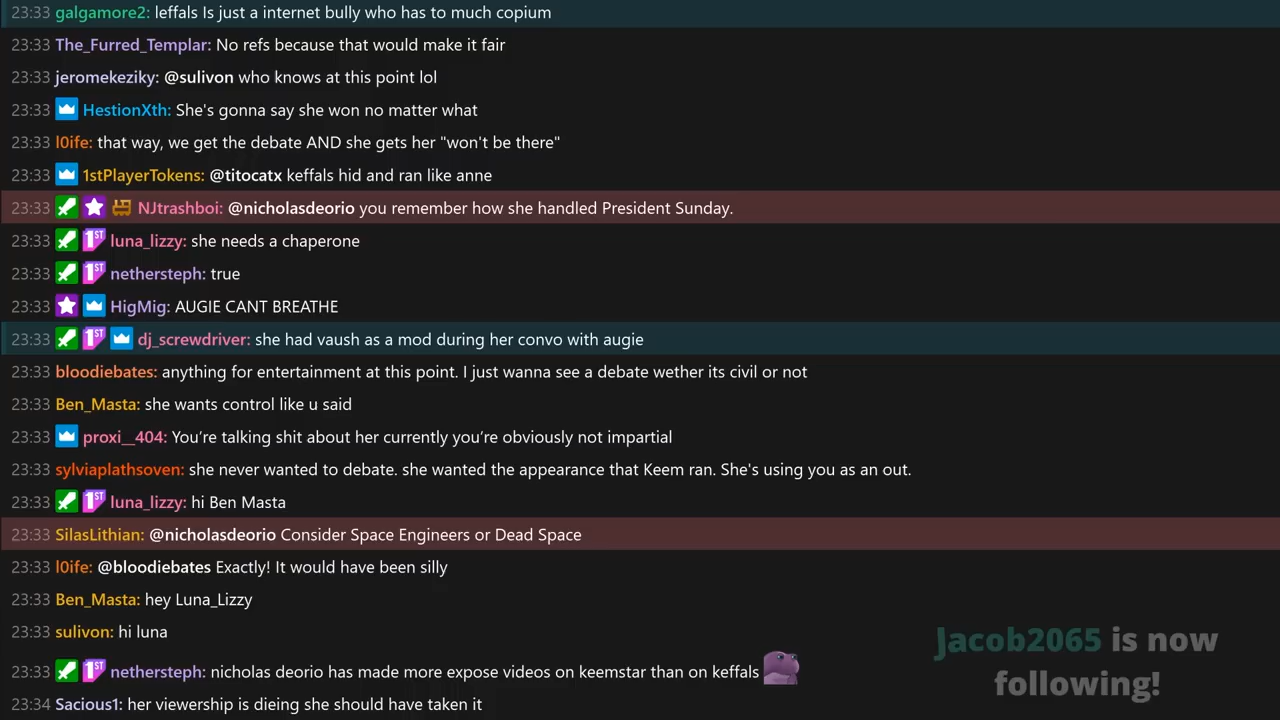 23:33 galgamore2: leffals Is just a internet bully who has to much copium
23:33 The_Furred_Templar: No refs because that would make it fair
23:33 jeromekeziky: @sulivon who knows at this point lol
23:33 HestionXth: She's gonna say she won no matter what
23:33 l0ife: that way, we get the debate AND she gets her "won't be there"
23:33 1stPlayerTokens: @titocatx keffals hid and ran like anne
23:33 NJtrashboi: @nicholasdeorio you remember how she handled President Sunday.
23:33 1ST luna_lizzy: she needs a chaperone
23:33 1ST nethersteph: true
23:33 HigMig: AUGIE CANT BREATHE
23:33 1ST dj_screwdriver: she had vaush as a mod during her convo with augie
23:33 bloodiebates: anything for entertainment at this point. I just wanna see a debate wether its civil or not
23:33 Ben_Masta: she wants control like u said
23:33 proxi__404: You're talking shit about her currently you're obviously not impartial
23:33 sylviaplathsoven: she never wanted to debate. she wanted the appearance that Keem ran. She's using you as an out.
23:33 1ST luna_lizzy: hi Ben Masta
23:33 SilasLithian: @nicholasdeorio Consider Space Engineers or Dead Space
23:33 l0ife: @bloodiebates Exactly! It would have been silly
23:33 Ben_Masta: hey Luna_Lizzy
23:33 sulivon: hi luna
23:33 1ST nethersteph: nicholas deorio has made more expose videos on keemstar than on keffals
23:34 Sacious1: her viewership is dieing she should have taken it
Jacob2065 is now
following!